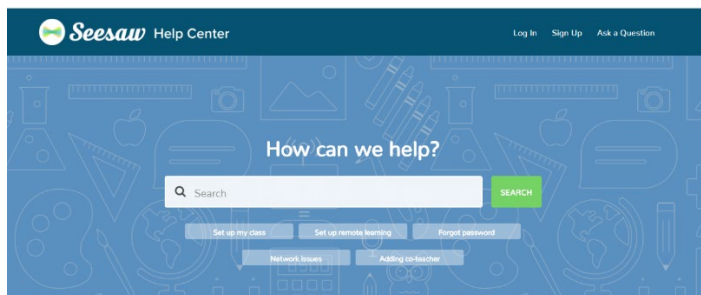 Seesaw Help Center Log In Sign Up Ask a Question
How can we help?
Search SEARCH
Set up my class Set up remote learning Forgot password
Network issues Adding co-teacher